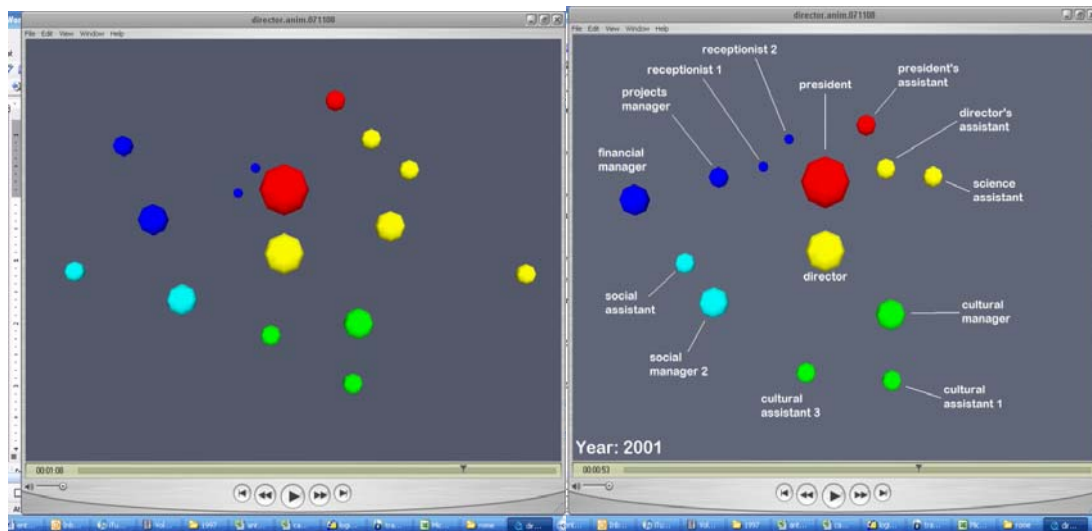 director.anim.071108
File Edit View Window Help
00:01:08
director.anim.071108
File Edit View Window Help
receptionist 2
receptionist 1
projects
manager
financial
manager
president
president's
assistant
director's
assistant
science
assistant
director
social
assistant
social
manager 2
cultural
manager
cultural
assistant 3
cultural
assistant 1
Year: 2001
00:00:53
1997